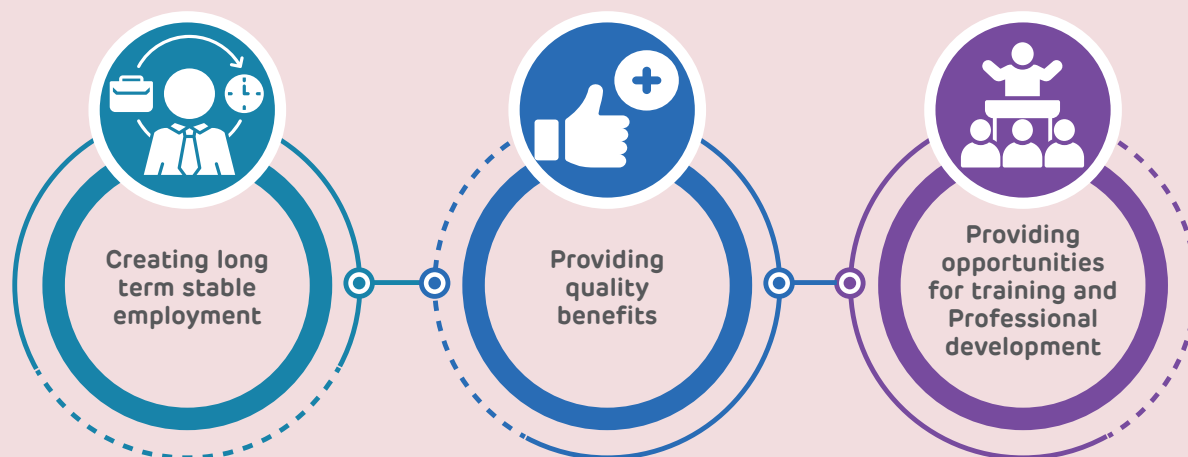 Creating long
term stable
employment
Providing
quality
benefits
Providing
opportunities
for training and
Professional
development